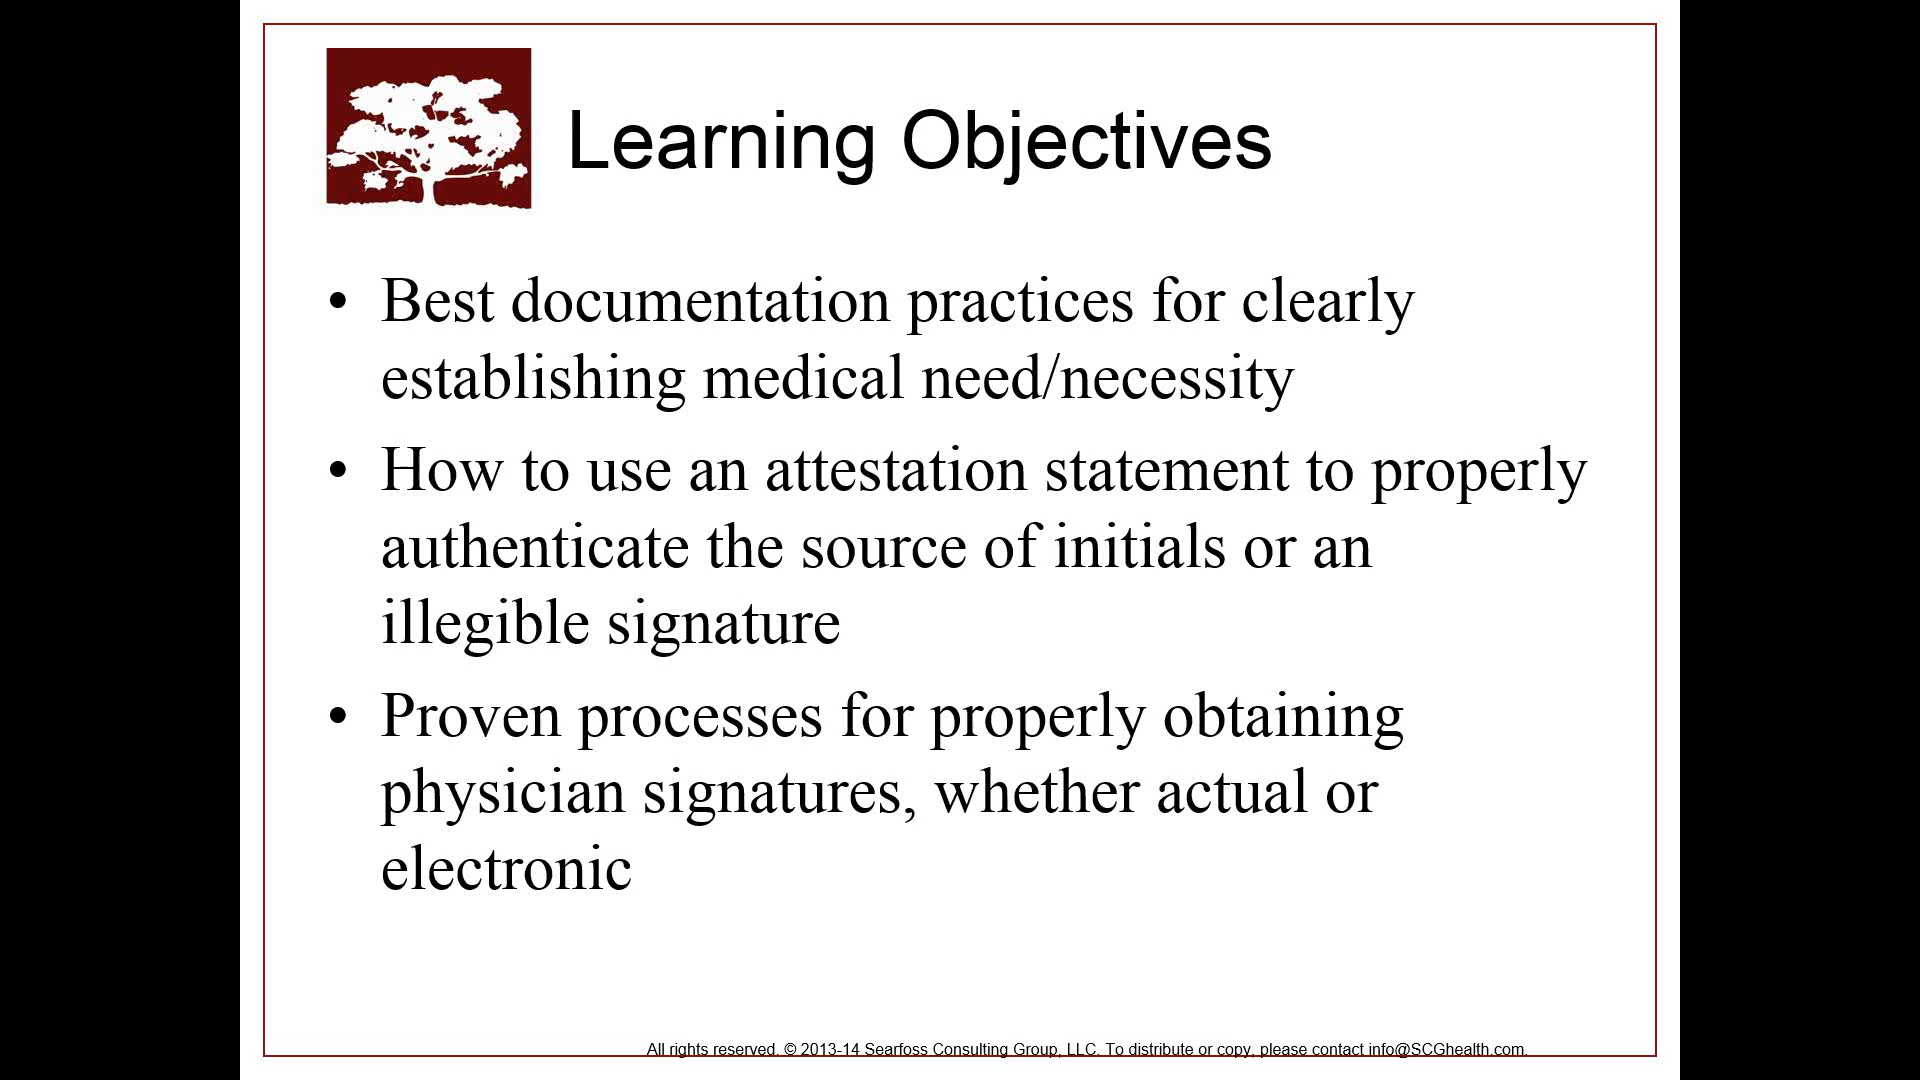 Learning Objectives
• Best documentation practices for clearly
establishing medical need/necessity
• How to use an attestation statement to properly
authenticate the source of initials or an
illegible signature
• Proven processes for properly obtaining
physician signatures, whether actual or
electronic
All rights reserved. © 2013-14 Searfoss Consulting Group, LLC. To distribute or copy, please contact info@SCGhealth.com.